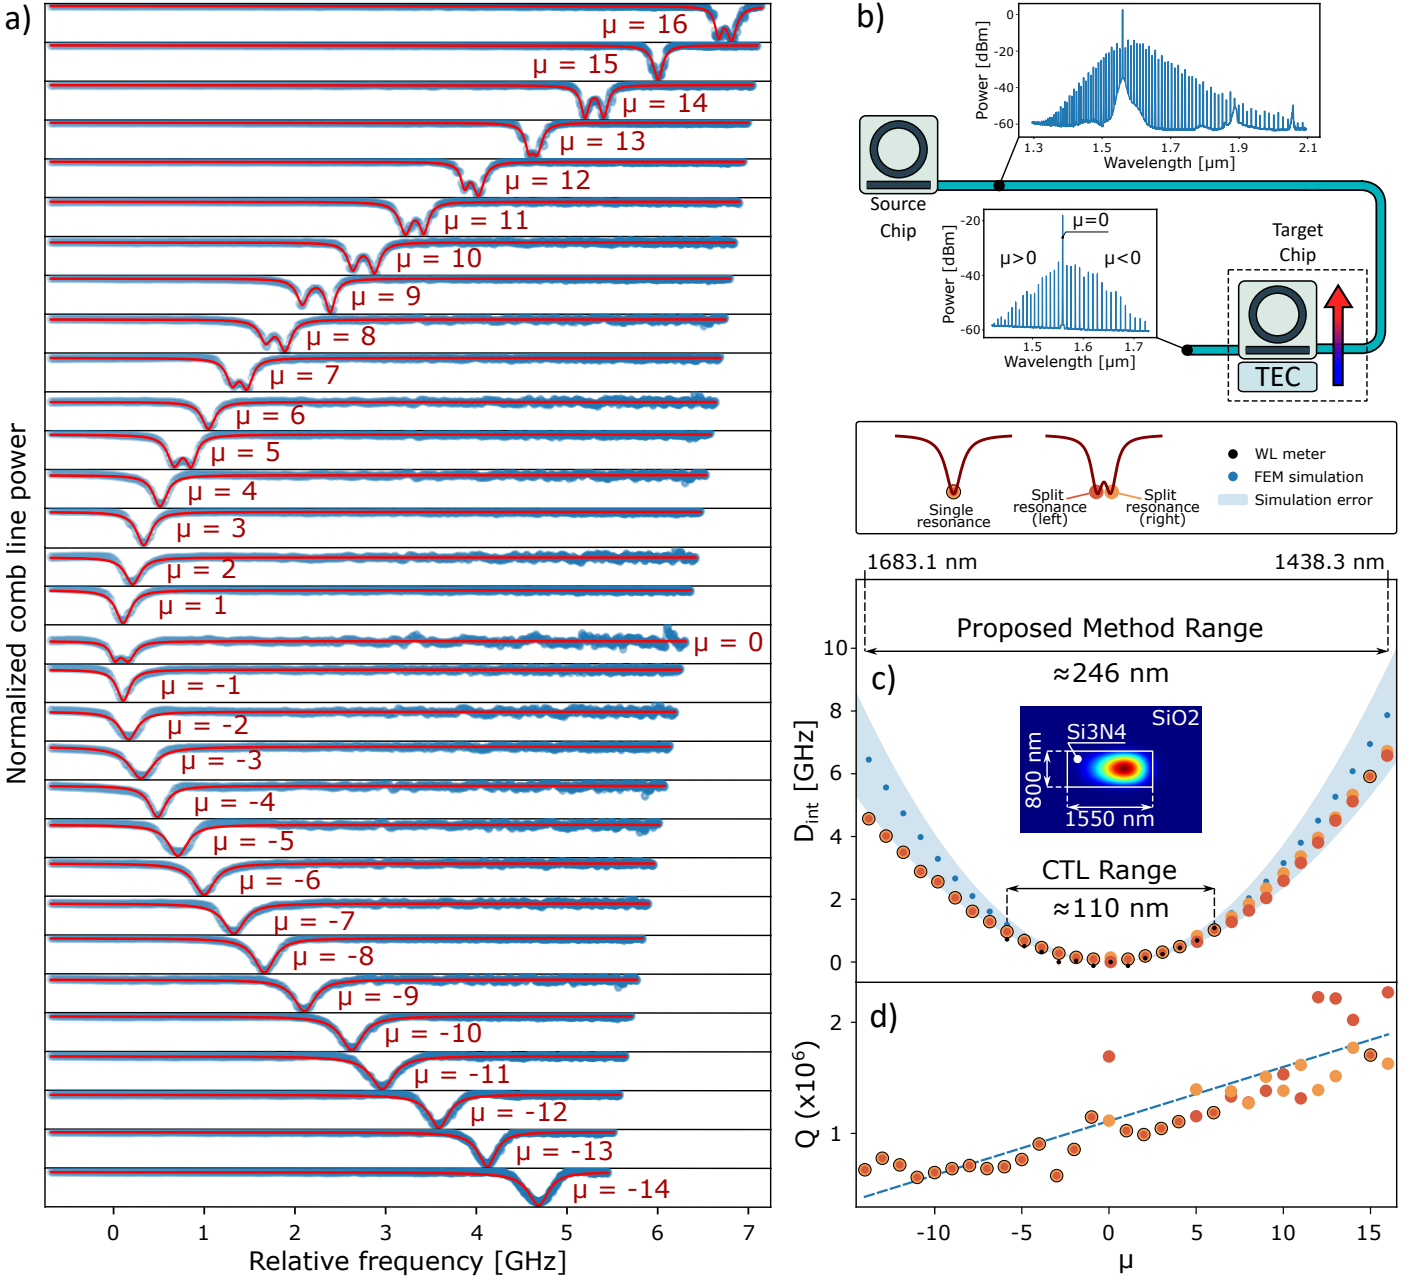 a)
Normalized comb line power
μ = 16
μ = 15
μ = 14
μ = 13
μ = 12
μ = 11
μ = 10
μ = 9
μ = 8
μ = 7
μ = 6
μ = 5
μ = 4
μ = 3
μ = 2
μ = 1
μ = 0
μ = -1
μ = -2
μ = -3
μ = -4
μ = -5
μ = -6
μ = -7
μ = -8
μ = -9
μ = -10
μ = -11
μ = -12
μ = -13
μ = -14
0 1 2 3 4 5 6 7
Relative frequency [GHz]
b)
Power [dBm]
0
-20
-40
-60
1.3 1.5 1.7 1.9 2.1
Wavelength [μm]
Source
Chip
Power [dBm]
-20
-40
-60
μ=0
μ>0 μ<0
1.5 1.6 1.7
Wavelength [μm]
Target
Chip
TEC
Single
resonance
Split
resonance
(left)
Split
resonance
(right)
WL meter
FEM simulation
Simulation error
1683.1 nm 1438.3 nm
Proposed Method Range
≈246 nm
c)
D_int [GHz]
10
8
6
4
2
0
SiO2
Si3N4
800 nm
1550 nm
CTL Range
≈110 nm
d)
Q (x10⁶)
2
1
-10 -5 0 5 10 15
μ